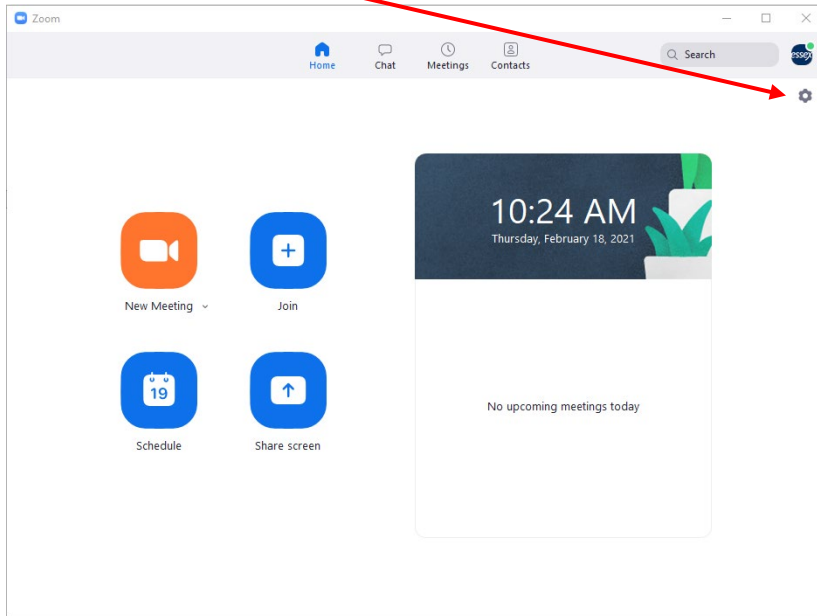 Zoom
Home
Chat
Meetings
Contacts
Search
essex
10:24 AM
Thursday, February 18, 2021
New Meeting
Join
19
Schedule
Share screen
No upcoming meetings today